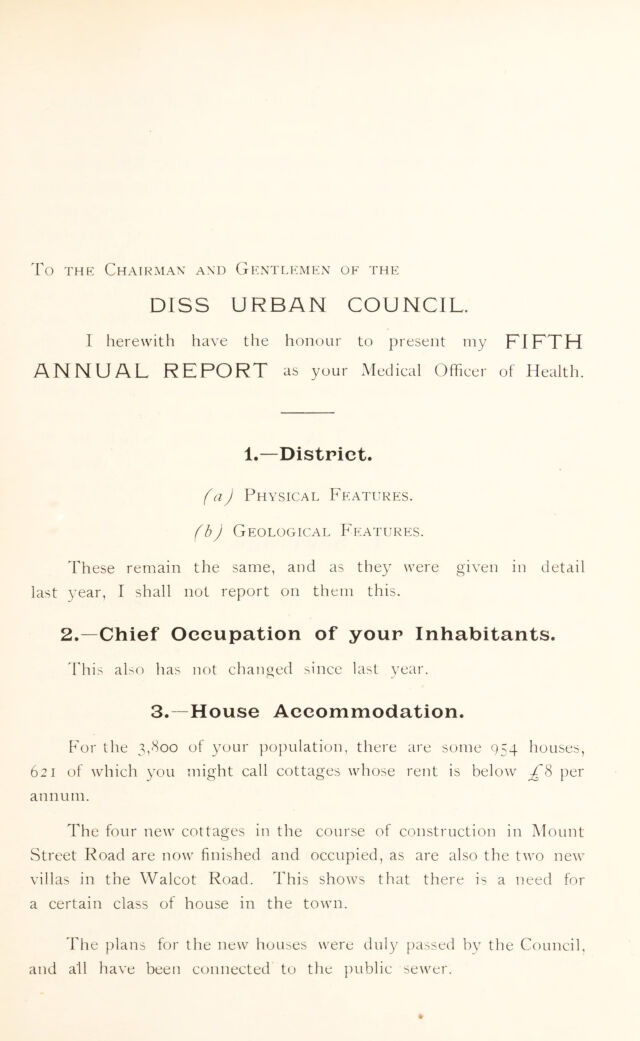 To the Chairman and Gentlemen of the
DISS URBAN COUNCIL.
I herewith have the honour to present my FIFTH
ANNUAL REPORT as your Medical Officer of Health.
1.—District.
(a) Physical Features.
(b) Geological Features.
These remain the same, and as they were given in detail
last year, I shall not report on them this.
2.—Chief Occupation of your Inhabitants.
This also has not changed since last year.
3.—House Accommodation.
For the 3,800 of your population, there are some 954 houses,
621 of which you might call cottages whose rent is below £8 per
annum.
The four new cottages in the course of construction in Mount
Street Road are now finished and occupied, as are also the two new
villas in the Walcot Road. This shows that there is a need for
a certain class of house in the town.
The plans for the new houses were duly passed by the Council,
and all have been connected to the public sewer.